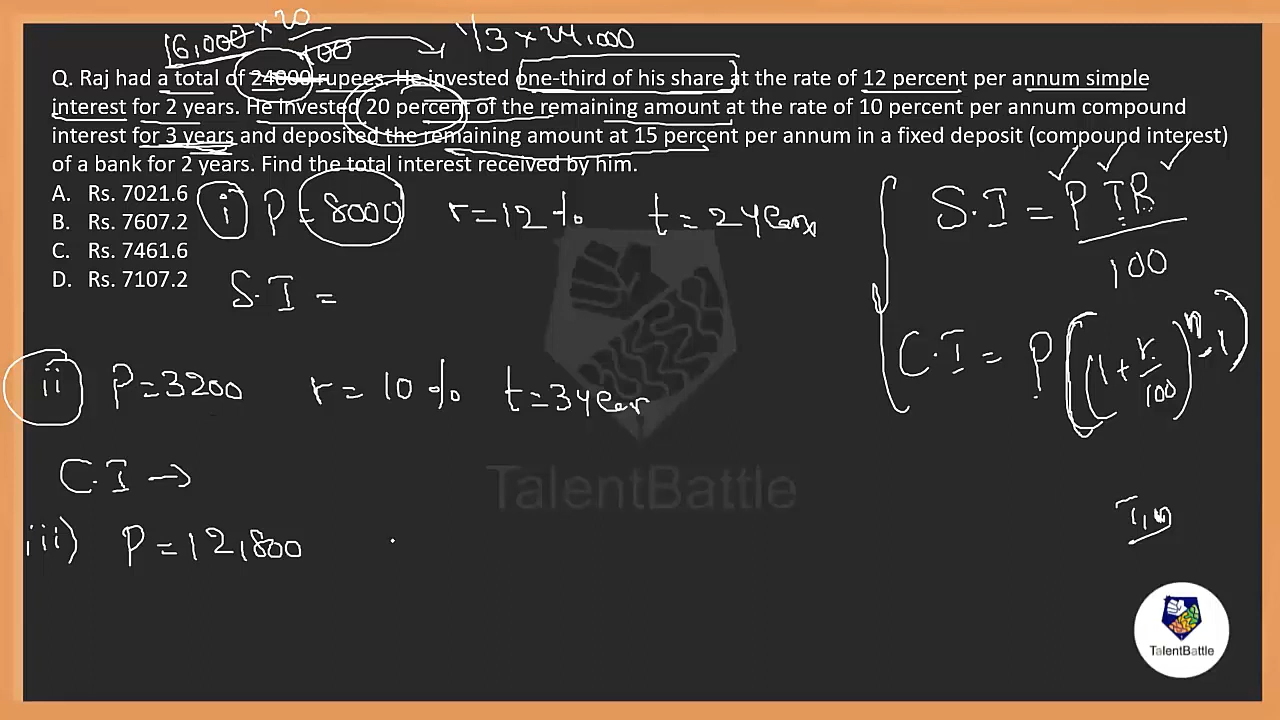 16,000 × 20
100
1/3 × 24,000
Q. Raj had a total of 24000 rupees. He invested one-third of his share at the rate of 12 percent per annum simple
interest for 2 years. He invested 20 percent of the remaining amount at the rate of 10 percent per annum compound
interest for 3 years and deposited the remaining amount at 15 percent per annum in a fixed deposit (compound interest)
of a bank for 2 years. Find the total interest received by him.
A. Rs. 7021.6
B. Rs. 7607.2
C. Rs. 7461.6
D. Rs. 7107.2
i P = 8000 r = 12 % t = 2 years
S.I =
ii P = 3200 r = 10 % t = 3 year
C.I →
iii) P = 12,800
S.I = P T R
100
C.I = P ((1 + r/100)^n - 1)
T, n
TalentBattle
TalentBattle